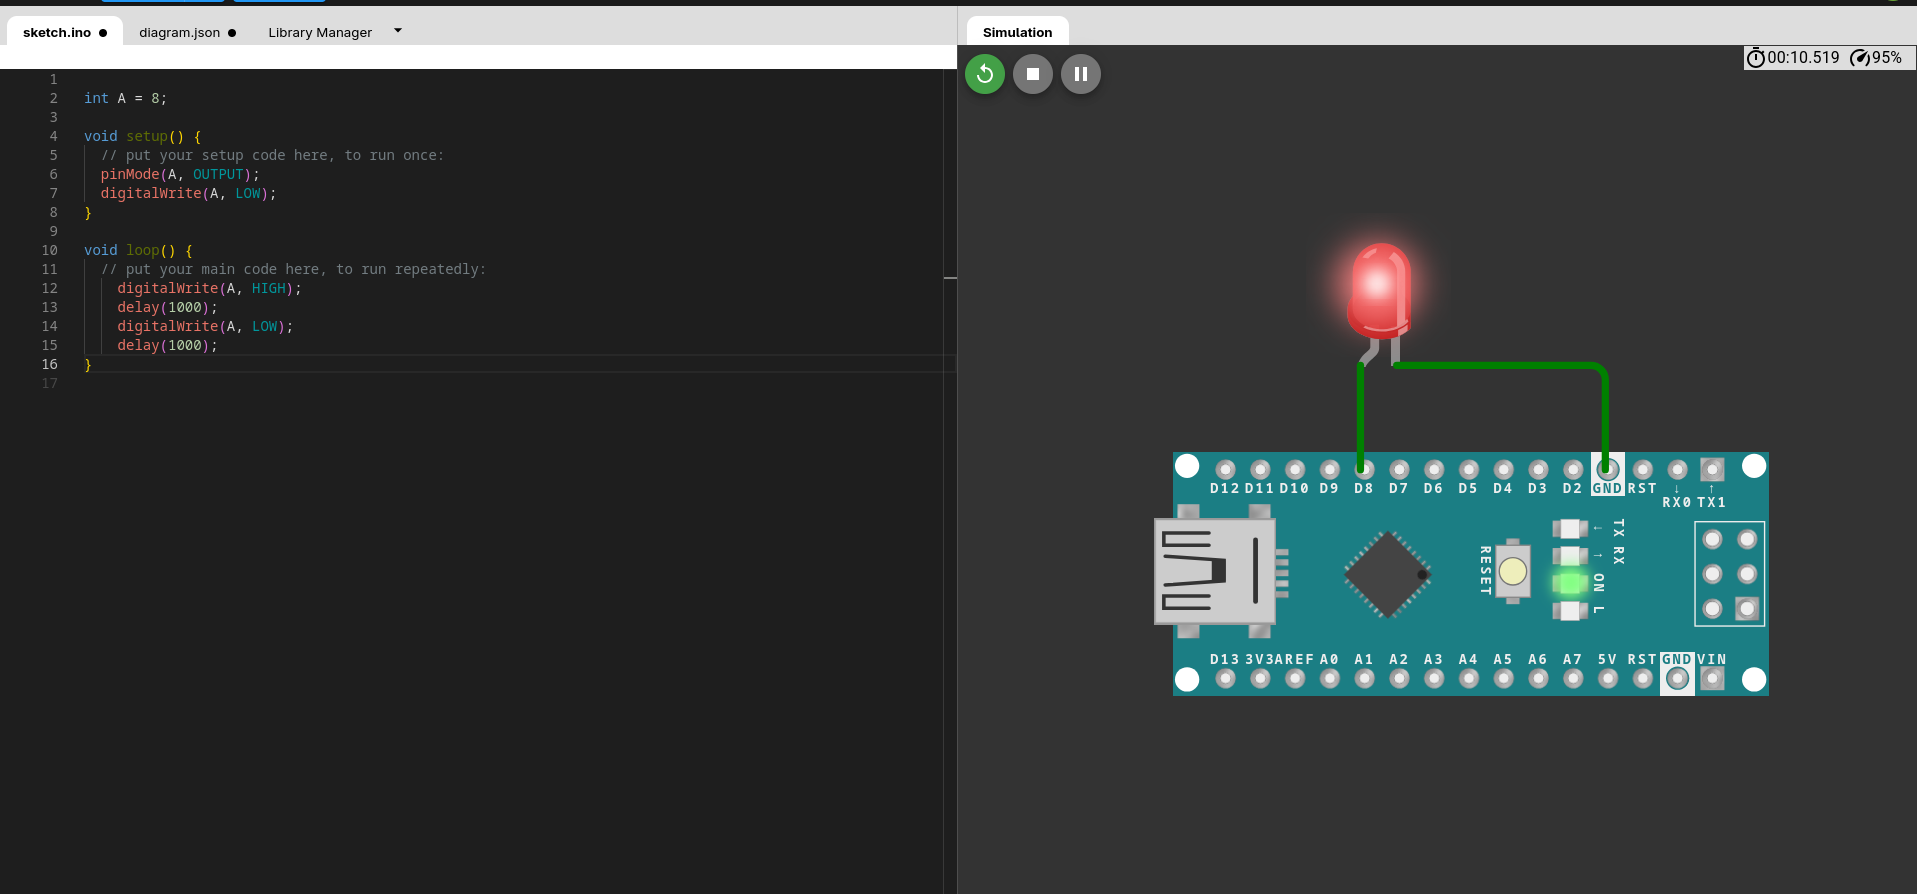 sketch.ino
diagram.json
Library Manager
Simulation
00:10.519
95%
1
2 int A = 8;
3
4 void setup() {
5 // put your setup code here, to run once:
6 pinMode(A, OUTPUT);
7 digitalWrite(A, LOW);
8 }
9
10 void loop() {
11 // put your main code here, to run repeatedly:
12 digitalWrite(A, HIGH);
13 delay(1000);
14 digitalWrite(A, LOW);
15 delay(1000);
16 }
17
D12 D11 D10 D9 D8 D7 D6 D5 D4 D3 D2 GND RST ↓ ↑
RX0 TX1
RESET
← TX
→ RX
ON
L
D13 3V3 AREF A0 A1 A2 A3 A4 A5 A6 A7 5V RST GND VIN